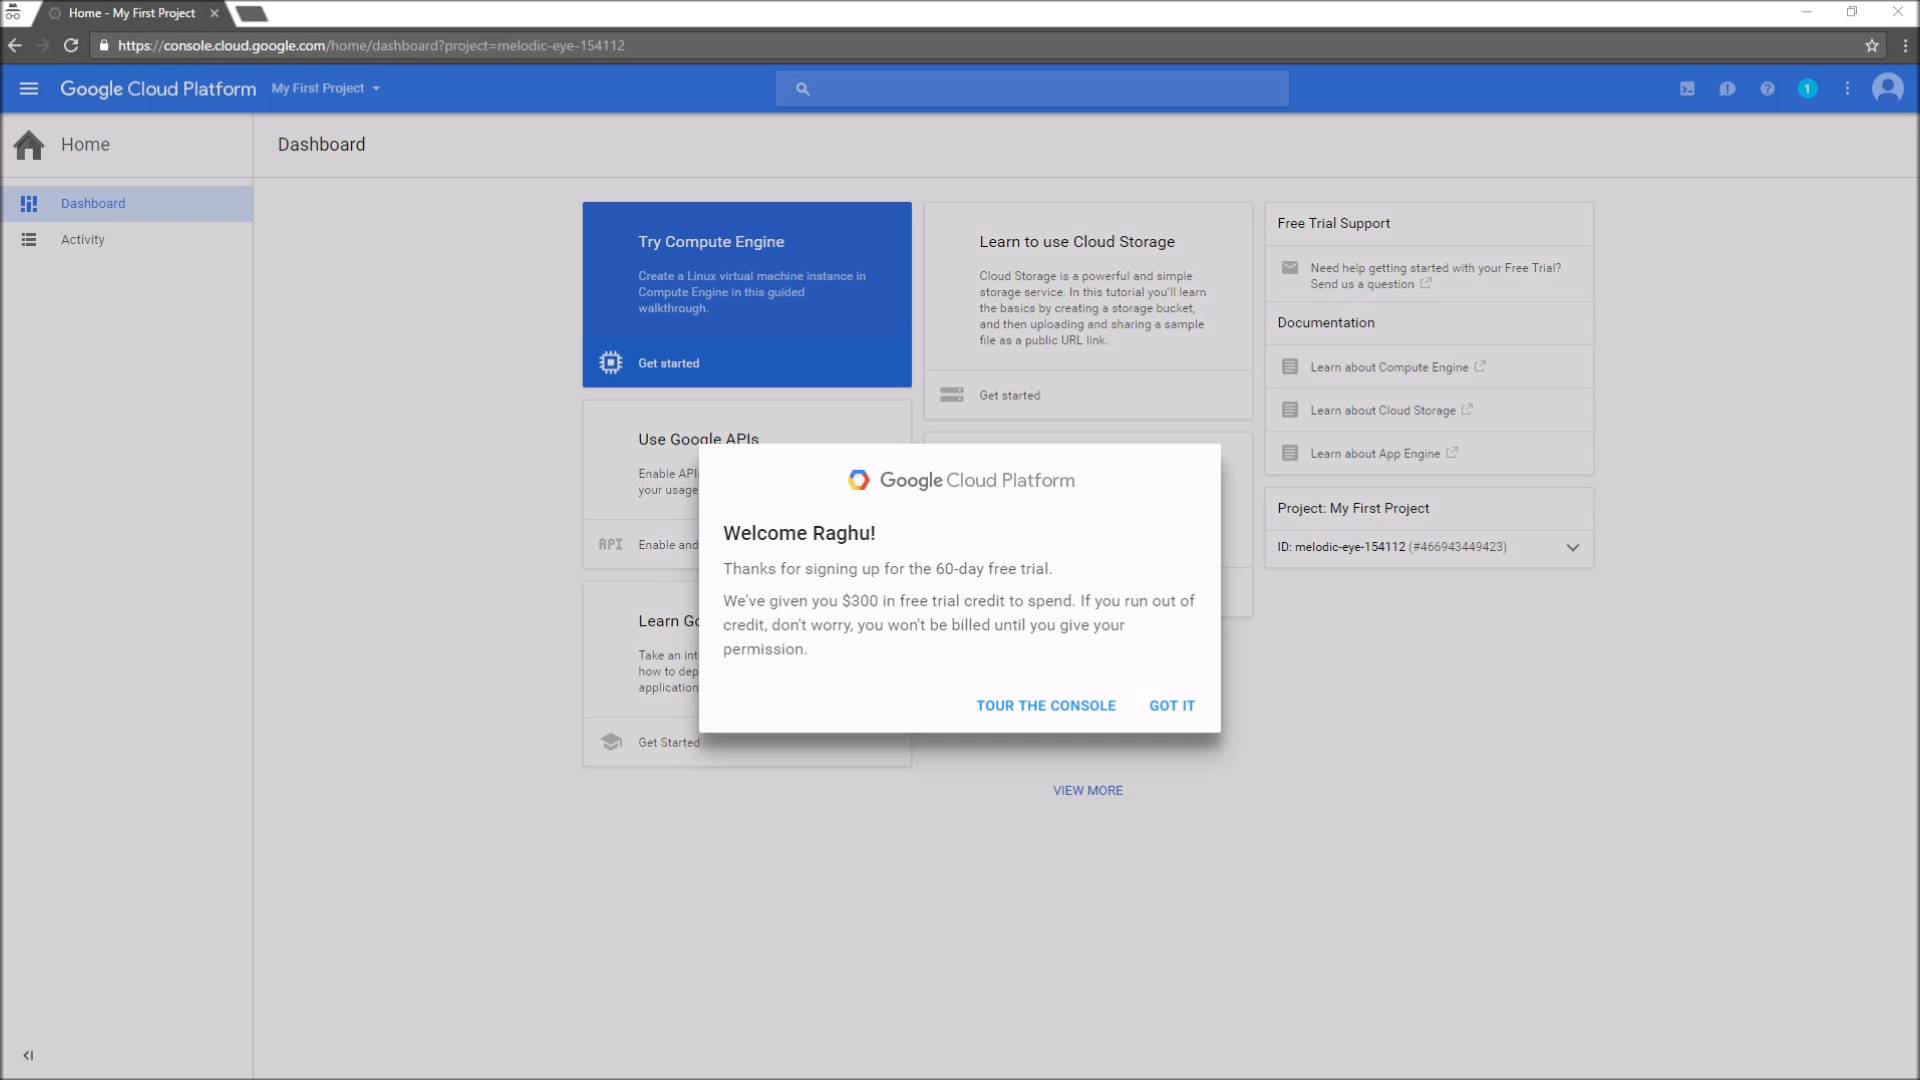 Home - My First Project
https://console.cloud.google.com/home/dashboard?project=melodic-eye-154112
Google Cloud Platform
My First Project
1
Home
Dashboard
Dashboard
Activity
Try Compute Engine
Create a Linux virtual machine instance in
Compute Engine in this guided
walkthrough.
Get started
Learn to use Cloud Storage
Cloud Storage is a powerful and simple
storage service. In this tutorial you'll learn
the basics by creating a storage bucket,
and then uploading and sharing a sample
file as a public URL link.
Get started
Free Trial Support
Need help getting started with your Free Trial?
Send us a question
Documentation
Learn about Compute Engine
Learn about Cloud Storage
Learn about App Engine
Project: My First Project
ID: melodic-eye-154112 (#466943449423)
Use Google APIs
Enable APIs
your usage
API
Enable and
Learn Go
Take an int
how to dep
application
Get Started
Google Cloud Platform
Welcome Raghu!
Thanks for signing up for the 60-day free trial.
We've given you $300 in free trial credit to spend. If you run out of
credit, don't worry, you won't be billed until you give your
permission.
TOUR THE CONSOLE
GOT IT
VIEW MORE